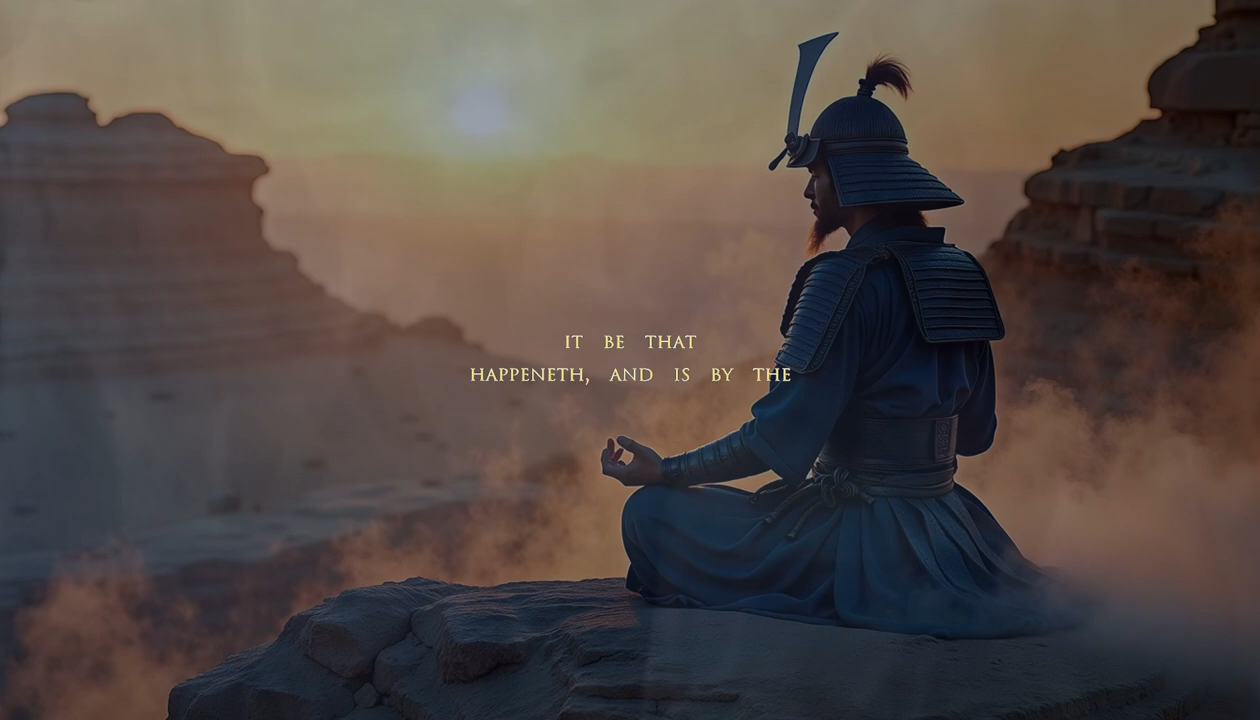 IT BE THAT
HAPPENETH, AND IS BY THE